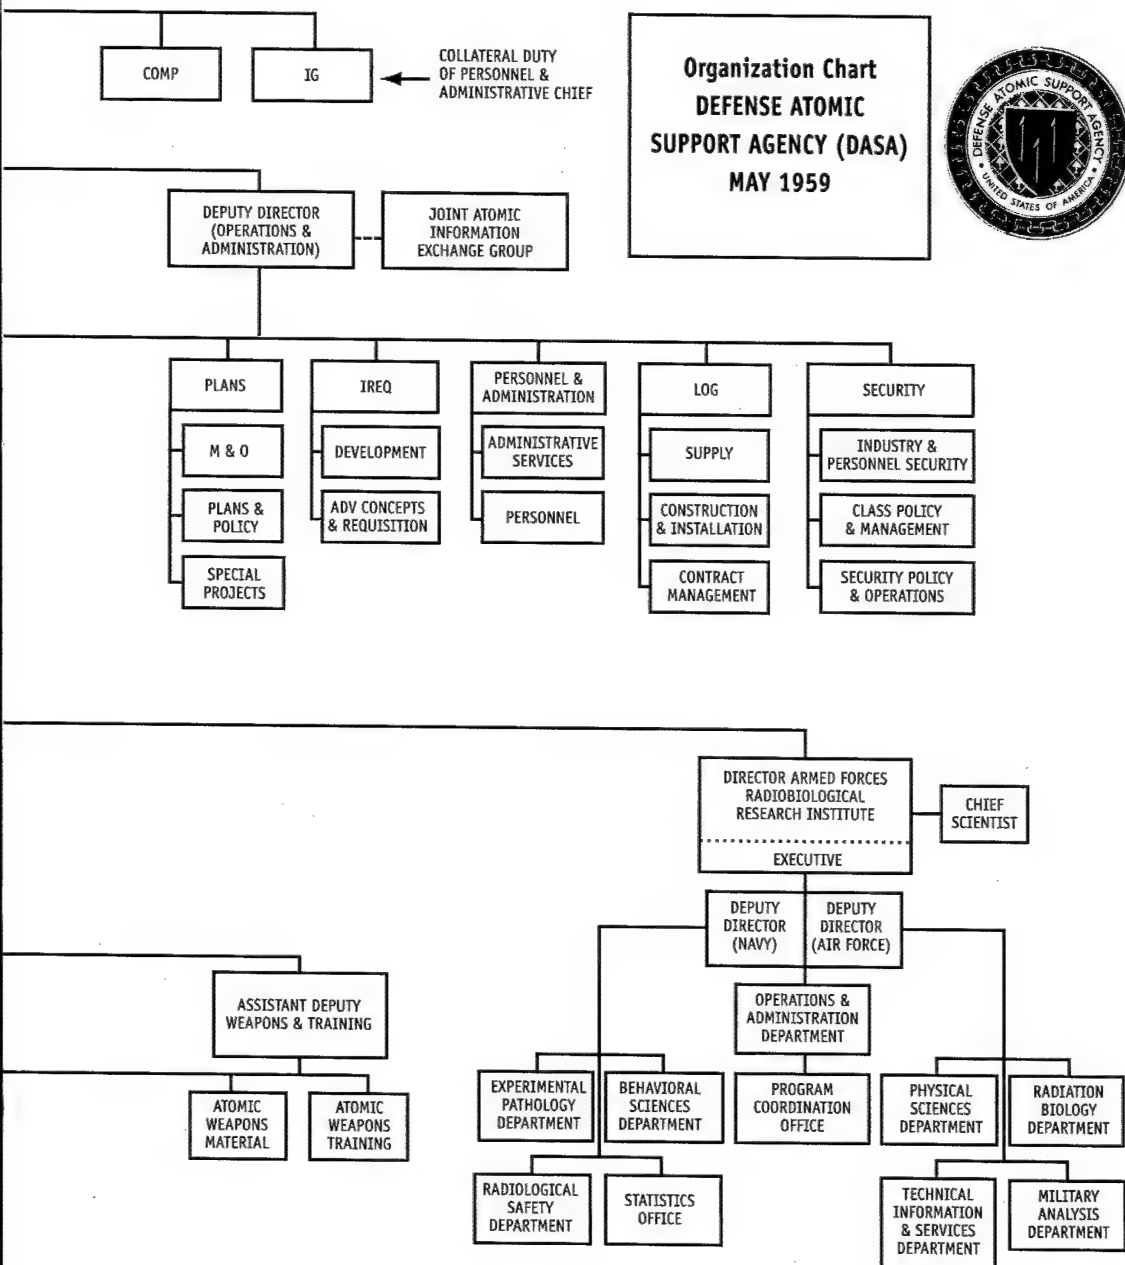 COMP
IG
COLLATERAL DUTY
OF PERSONNEL &
ADMINISTRATIVE CHIEF
Organization Chart
DEFENSE ATOMIC
SUPPORT AGENCY (DASA)
MAY 1959
DEFENSE ATOMIC SUPPORT AGENCY
UNITED STATES OF AMERICA
DEPUTY DIRECTOR
(OPERATIONS &
ADMINISTRATION)
JOINT ATOMIC
INFORMATION
EXCHANGE GROUP
PLANS
M & O
PLANS &
POLICY
SPECIAL
PROJECTS
IREQ
DEVELOPMENT
ADV CONCEPTS
& REQUISITION
PERSONNEL &
ADMINISTRATION
ADMINISTRATIVE
SERVICES
PERSONNEL
LOG
SUPPLY
CONSTRUCTION
& INSTALLATION
CONTRACT
MANAGEMENT
SECURITY
INDUSTRY &
PERSONNEL SECURITY
CLASS POLICY
& MANAGEMENT
SECURITY POLICY
& OPERATIONS
DIRECTOR ARMED FORCES
RADIOBIOLOGICAL
RESEARCH INSTITUTE
EXECUTIVE
CHIEF
SCIENTIST
DEPUTY
DIRECTOR
(NAVY)
DEPUTY
DIRECTOR
(AIR FORCE)
ASSISTANT DEPUTY
WEAPONS & TRAINING
ATOMIC
WEAPONS
MATERIAL
ATOMIC
WEAPONS
TRAINING
OPERATIONS &
ADMINISTRATION
DEPARTMENT
EXPERIMENTAL
PATHOLOGY
DEPARTMENT
BEHAVIORAL
SCIENCES
DEPARTMENT
PROGRAM
COORDINATION
OFFICE
PHYSICAL
SCIENCES
DEPARTMENT
RADIATION
BIOLOGY
DEPARTMENT
RADIOLOGICAL
SAFETY
DEPARTMENT
STATISTICS
OFFICE
TECHNICAL
INFORMATION
& SERVICES
DEPARTMENT
MILITARY
ANALYSIS
DEPARTMENT